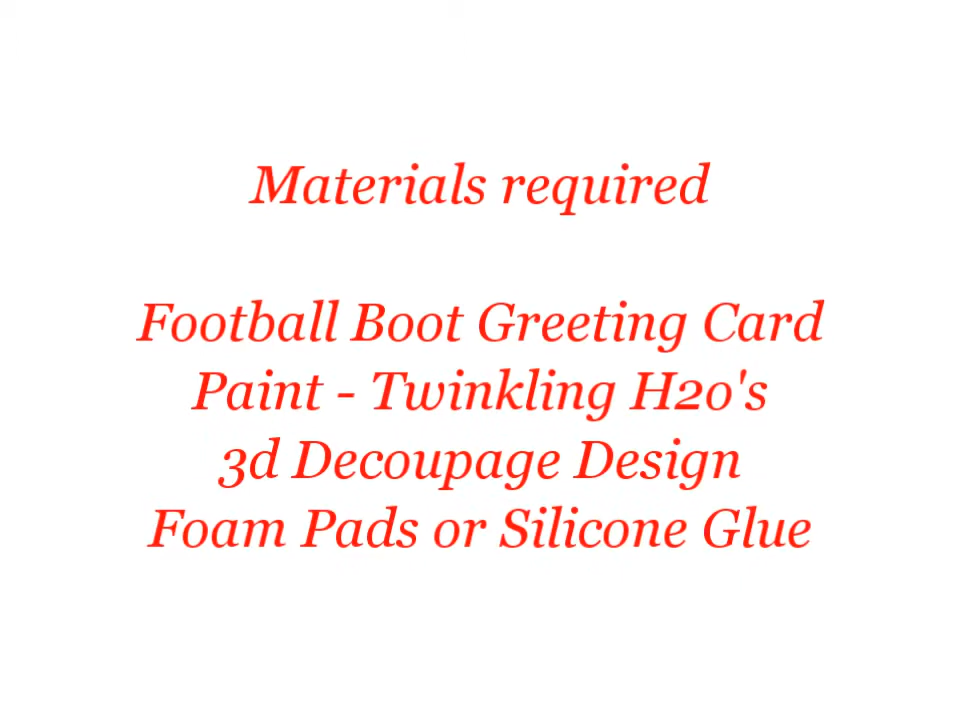 Materials required
Football Boot Greeting Card
Paint - Twinkling H2o's
3d Decoupage Design
Foam Pads or Silicone Glue